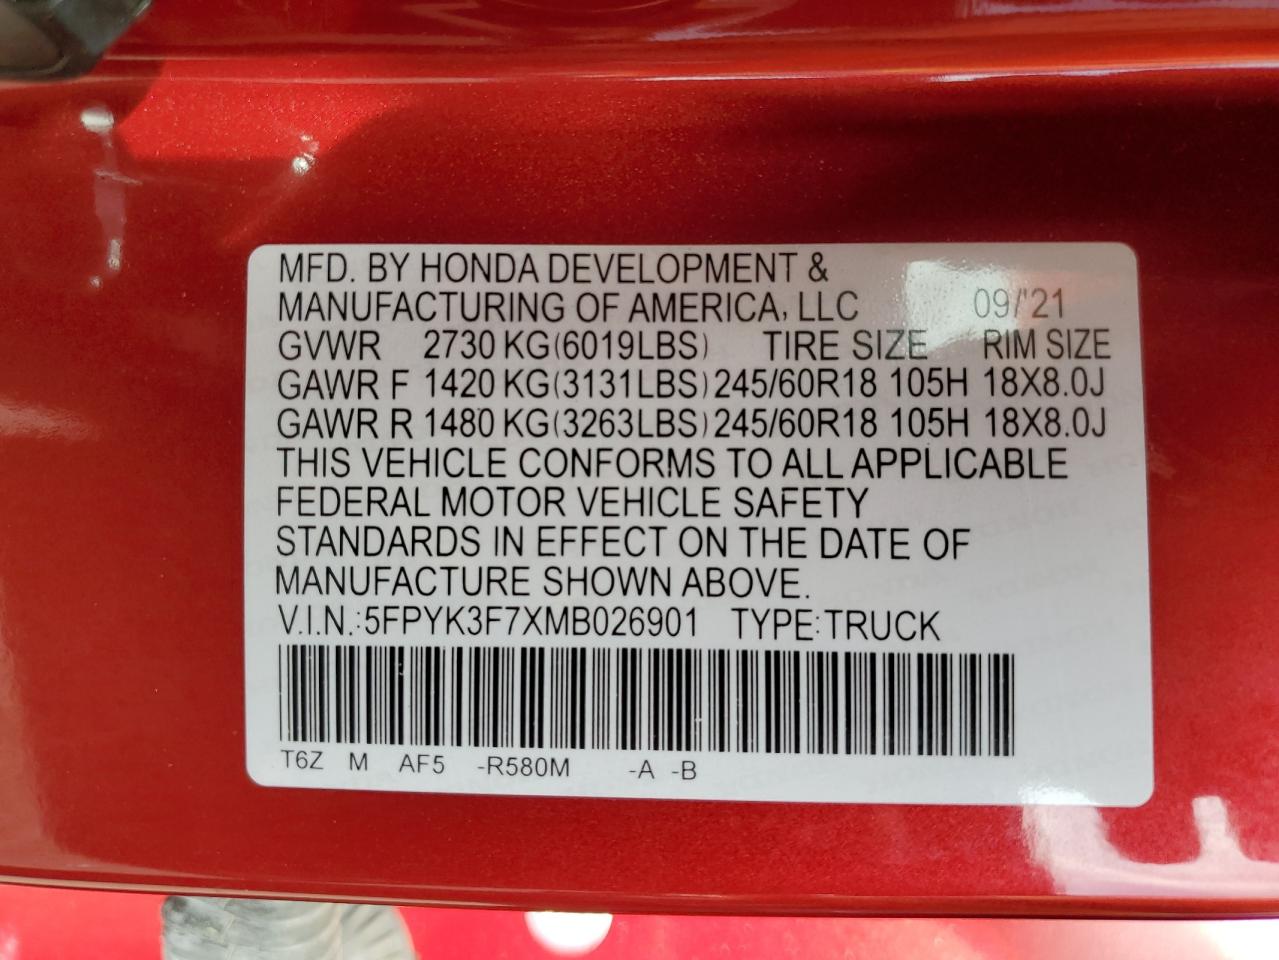 MFD. BY HONDA DEVELOPMENT &
MANUFACTURING OF AMERICA, LLC 09/'21
GVWR 2730 KG(6019LBS) TIRE SIZE RIM SIZE
GAWR F 1420 KG(3131LBS) 245/60R18 105H 18X8.0J
GAWR R 1480 KG(3263LBS) 245/60R18 105H 18X8.0J
THIS VEHICLE CONFORMS TO ALL APPLICABLE
FEDERAL MOTOR VEHICLE SAFETY
STANDARDS IN EFFECT ON THE DATE OF
MANUFACTURE SHOWN ABOVE.
V.I.N.:5FPYK3F7XMB026901 TYPE:TRUCK
T6Z M AF5 -R580M -A -B